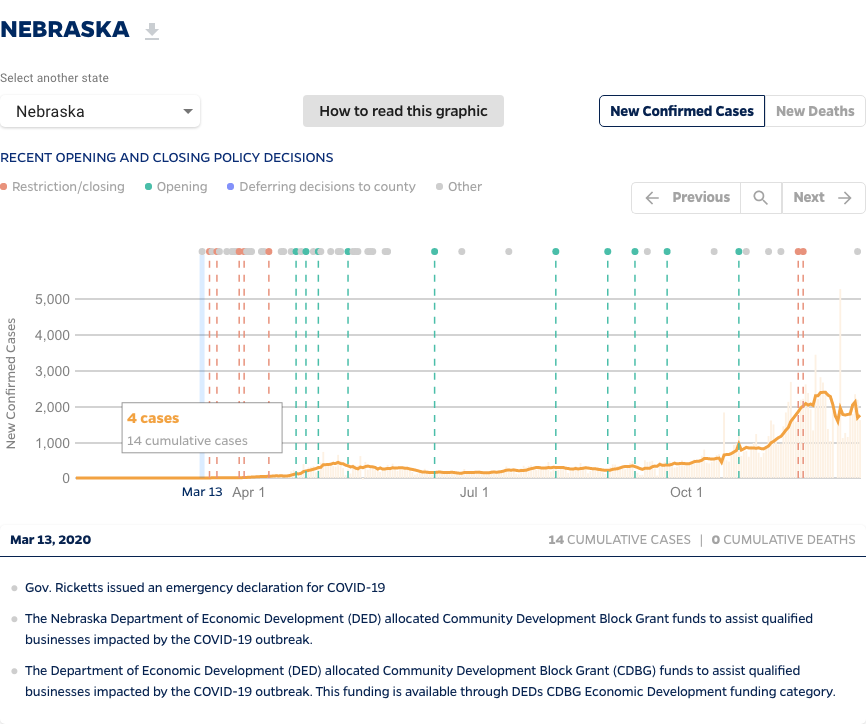 NEBRASKA
Select another state
Nebraska
How to read this graphic
New Confirmed Cases
New Deaths
RECENT OPENING AND CLOSING POLICY DECISIONS
Restriction/closing
Opening
Deferring decisions to county
Other
Previous
Next
New Confirmed Cases
5,000
4,000
3,000
2,000
1,000
0
4 cases
14 cumulative cases
Mar 13
Apr 1
Jul 1
Oct 1
Mar 13, 2020
14 CUMULATIVE CASES | 0 CUMULATIVE DEATHS
Gov. Ricketts issued an emergency declaration for COVID-19
The Nebraska Department of Economic Development (DED) allocated Community Development Block Grant funds to assist qualified
businesses impacted by the COVID-19 outbreak.
The Department of Economic Development (DED) allocated Community Development Block Grant (CDBG) funds to assist qualified
businesses impacted by the COVID-19 outbreak. This funding is available through DEDs CDBG Economic Development funding category.